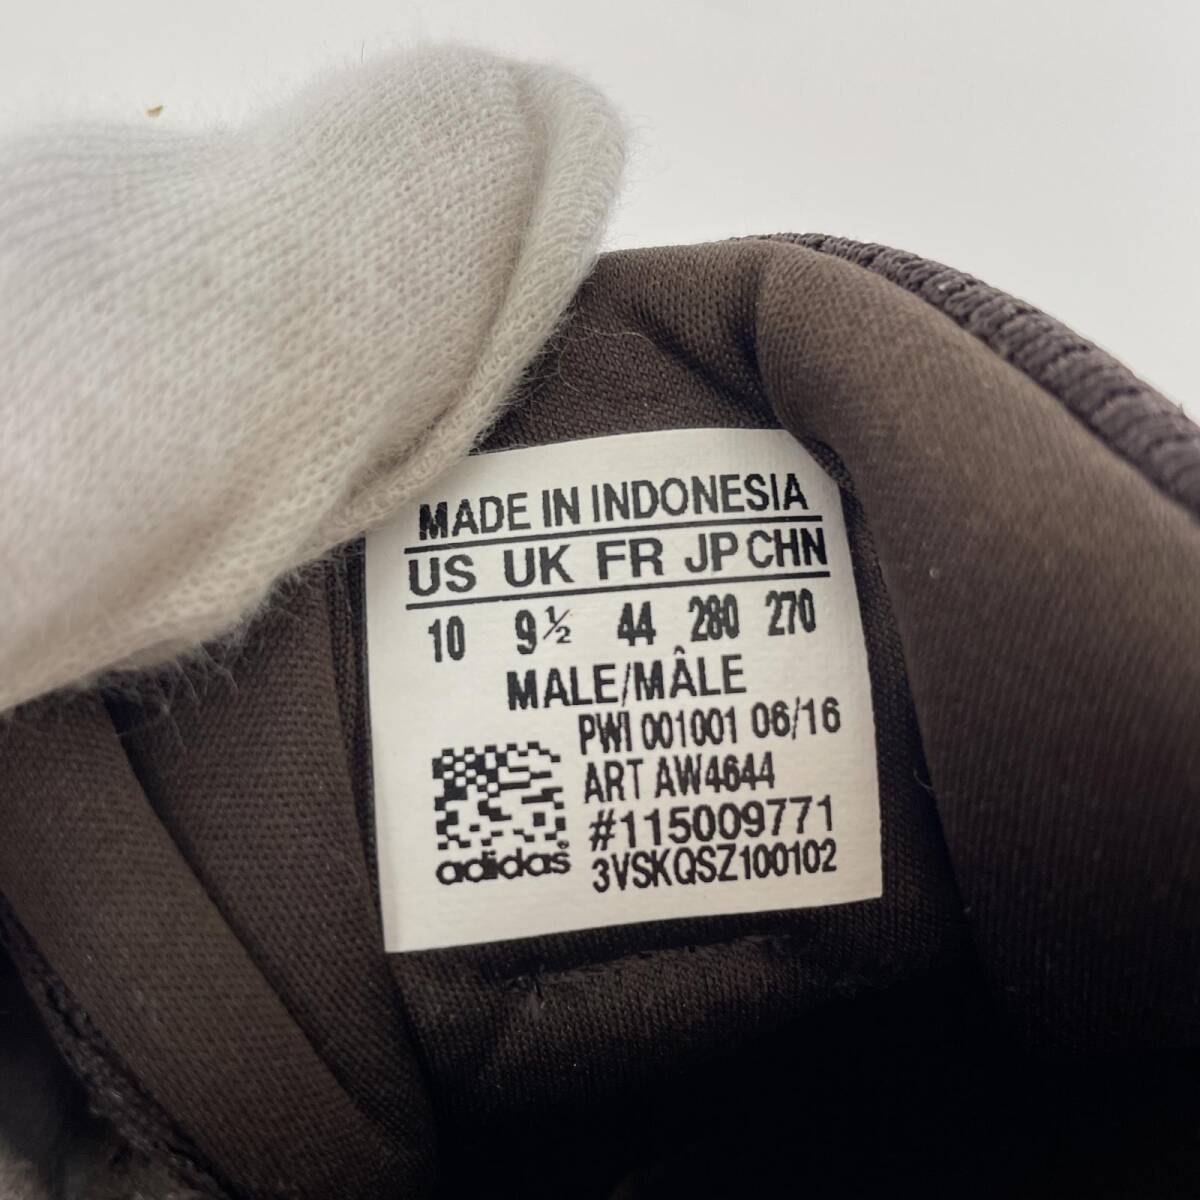 MADE IN INDONESIA
US UK FR JP CHN
10 9½ 44 280 270
MALE/MÂLE
PWI 001001 06/16
ART AW4644
#115009771
adidas® 3VSKQSZ100102